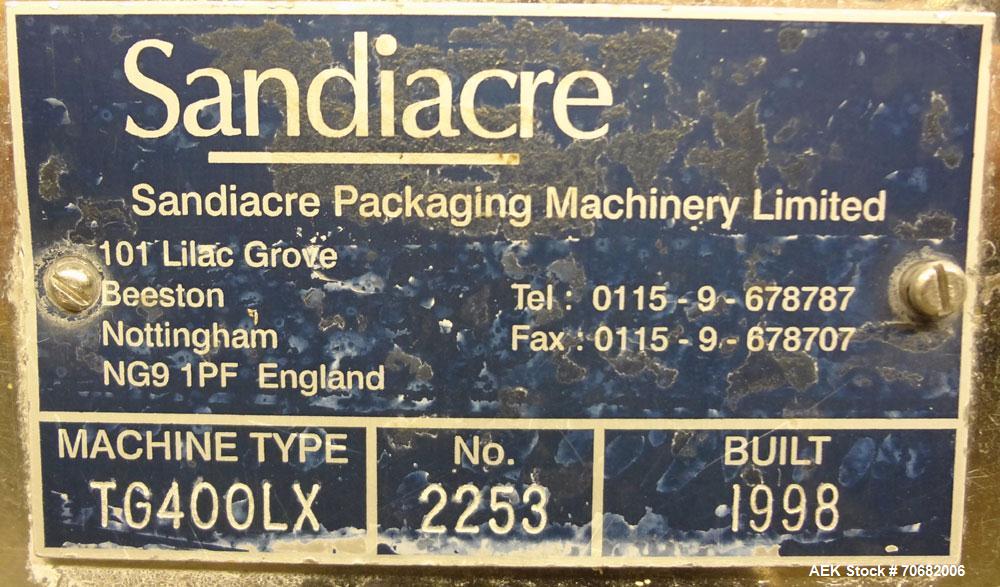 Sandiacre
Sandiacre Packaging Machinery Limited
101 Lilac Grove
Beeston
Nottingham
NG9 1PF England
Tel : 0115 - 9 - 678787
Fax : 0115 - 9 - 678707
MACHINE TYPE
TG400LX
No.
2253
BUILT
1998
AEK Stock # 70682006